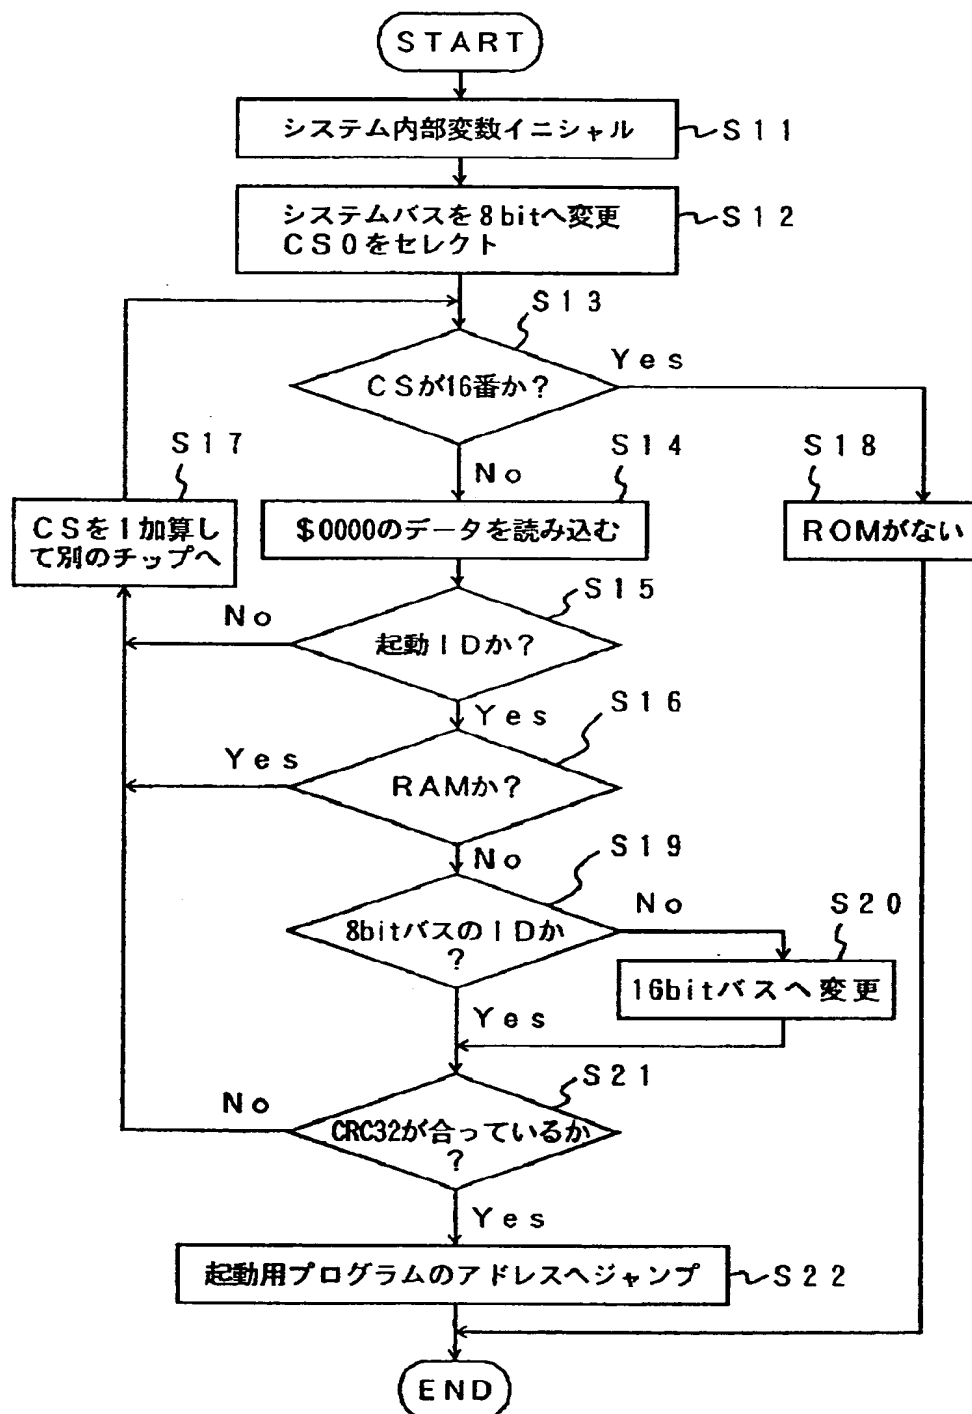 START
システム内部変数イニシャル
S11
システムバスを8bitへ変更
CS0をセレクト
S12
S13
CSが16番か?
Yes
No
S17
CSを1加算し
て別のチップへ
S14
$0000のデータを読み込む
S18
ROMがない
S15
起動IDか?
No
Yes
S16
RAMか?
Yes
No
S19
8bitバスのIDか
?
No
S20
16bitバスへ変更
Yes
S21
CRC32が合っているか
?
No
Yes
起動用プログラムのアドレスへジャンプ
S22
END